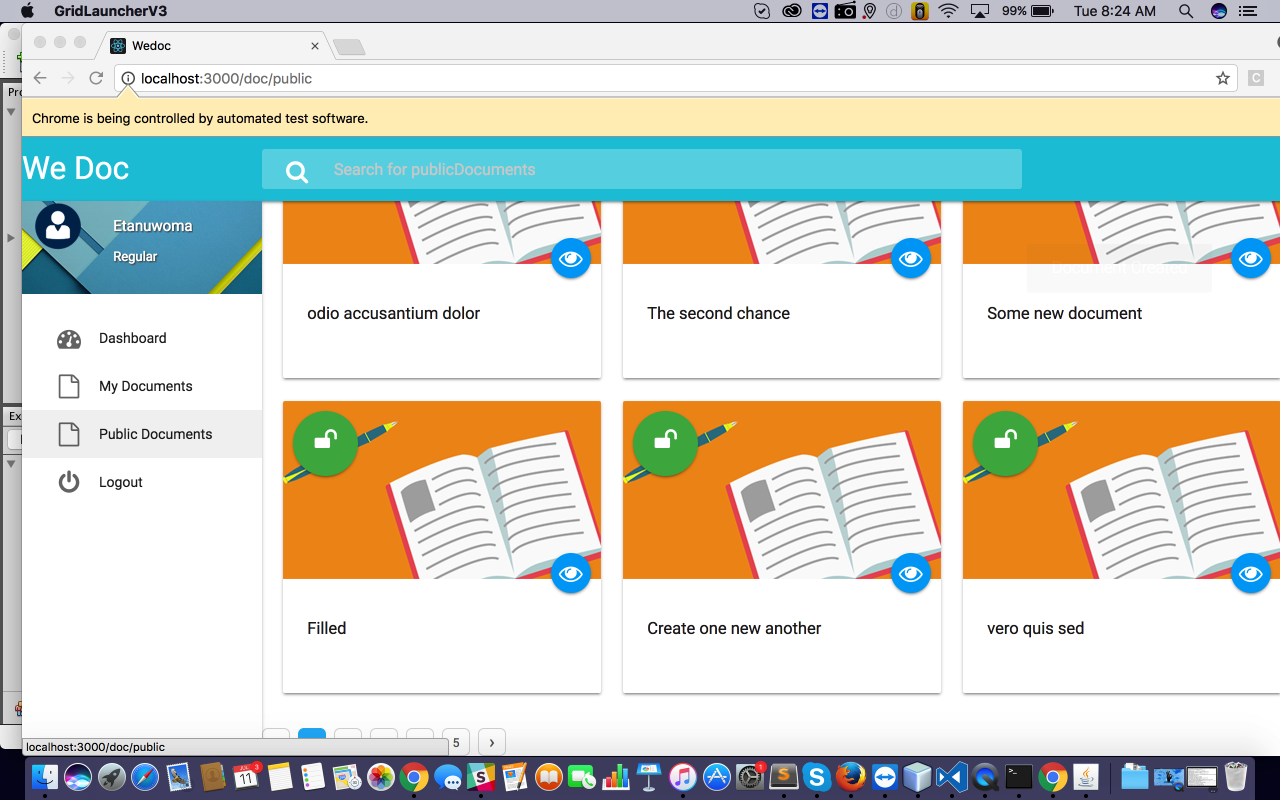 GridLauncherV3
99%
Tue 8:24 AM
Wedoc
localhost:3000/doc/public
C
Chrome is being controlled by automated test software.
We Doc
Search for publicDocuments
Etanuwoma
Regular
Document Created
odio accusantium dolor
The second chance
Some new document
Dashboard
My Documents
Public Documents
Logout
Filled
Create one new another
vero quis sed
5
localhost:3000/doc/public